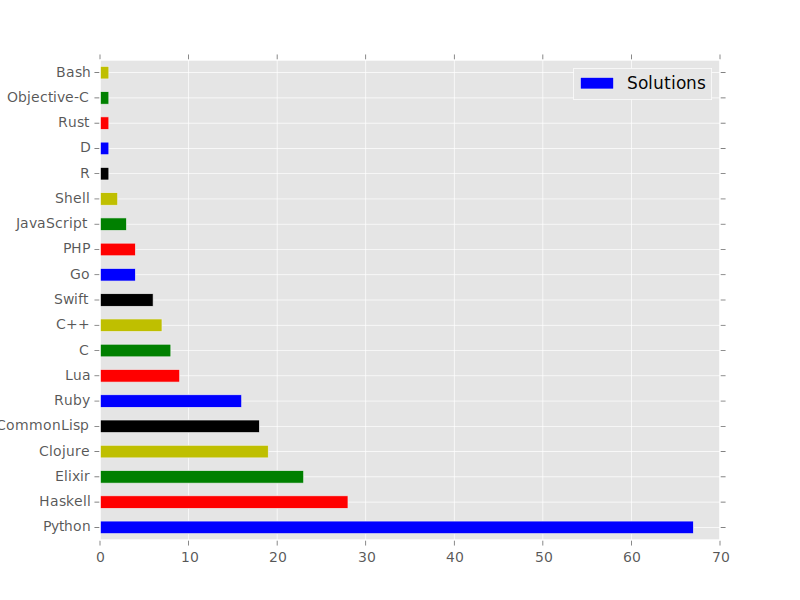 Bash
Objective-C
Rust
D
R
Shell
JavaScript
PHP
Go
Swift
C++
C
Lua
Ruby
CommonLisp
Clojure
Elixir
Haskell
Python
0 10 20 30 40 50 60 70
Solutions